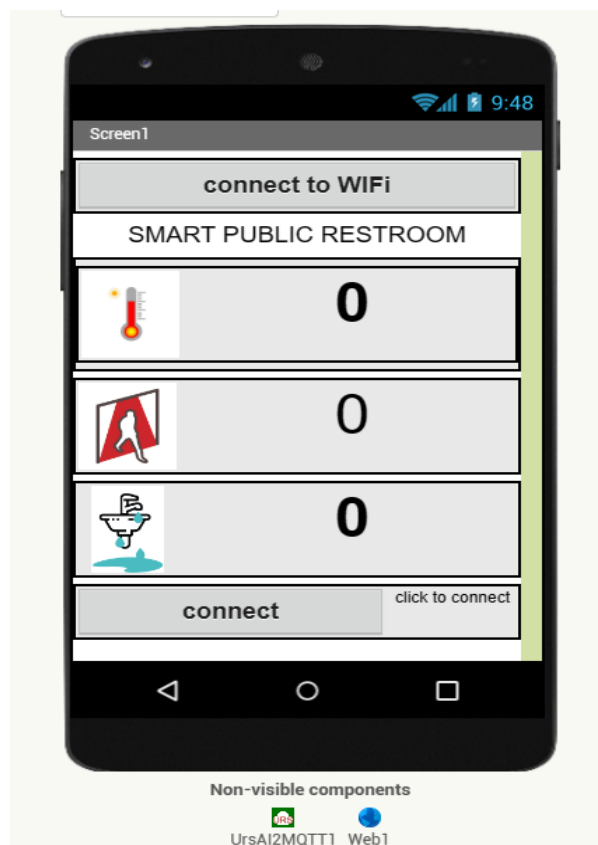 9:48
Screen1
connect to WIFi
SMART PUBLIC RESTROOM
0
0
0
connect
click to connect
Non-visible components
URS
UrsAI2MQTT1 Web1